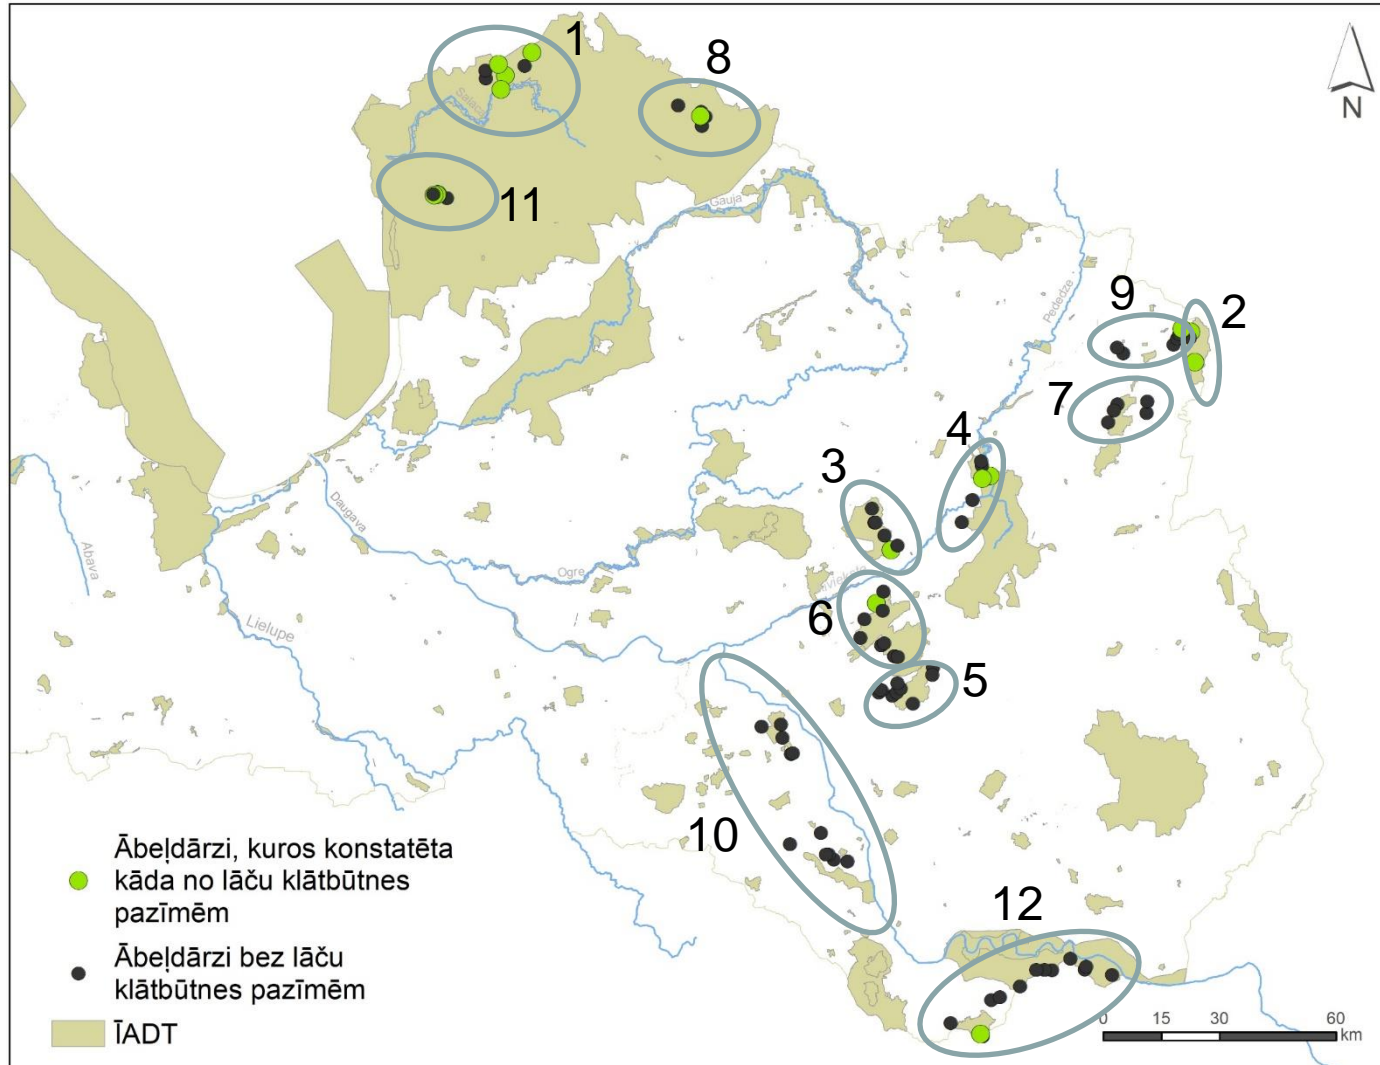 1
8
N
Salaca
11
Gauja
Pededze
9
2
7
4
3
Daugava
Abava
Ogre
Lielupe
6
5
10
Ābeļdārzi, kuros konstatēta
kāda no lāču klātbūtnes
pazīmēm
Ābeļdārzi bez lāču
klātbūtnes pazīmēm
ĪADT
12
0 15 30 60
km